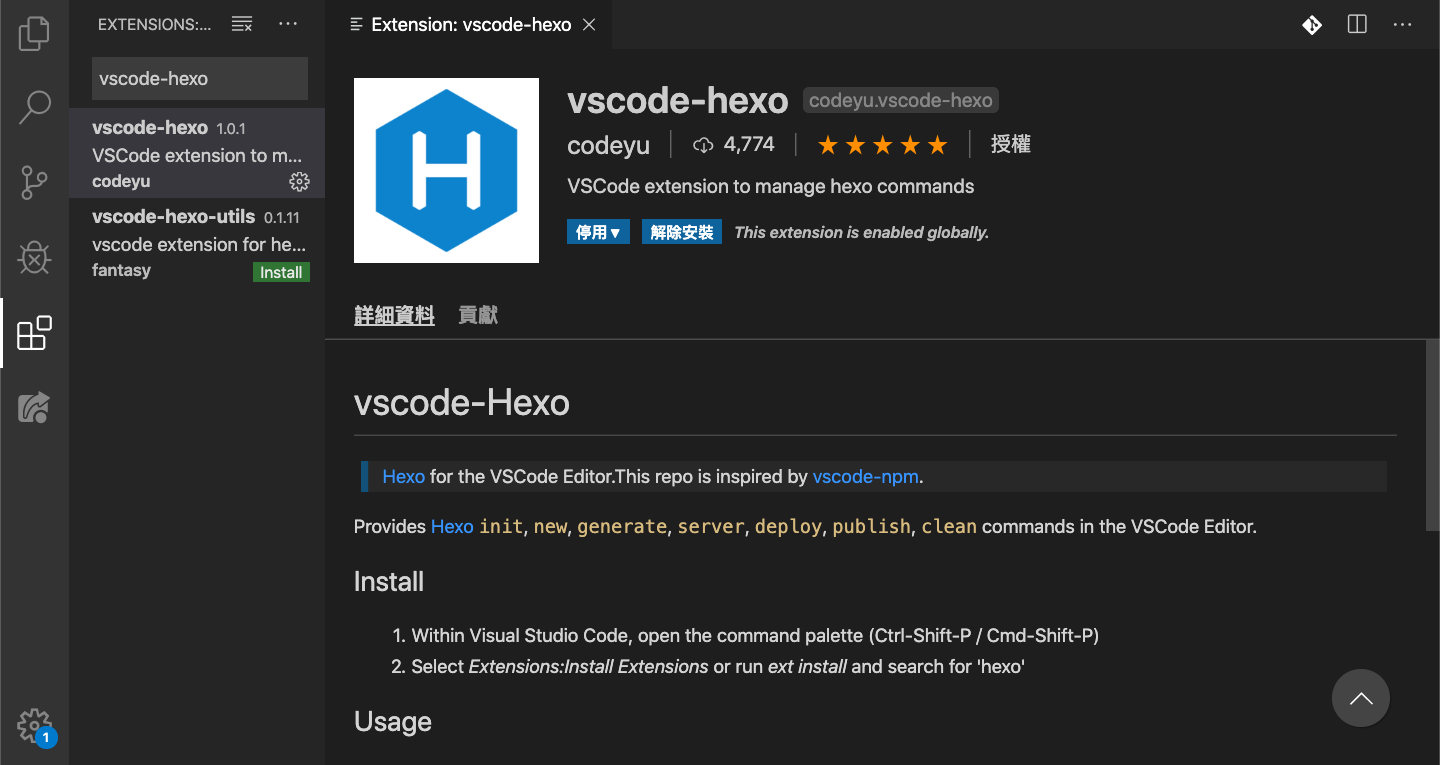 EXTENSIONS:...
vscode-hexo
vscode-hexo 1.0.1
VSCode extension to m...
codeyu
vscode-hexo-utils 0.1.11
vscode extension for he...
fantasy Install
1
Extension: vscode-hexo
H
vscode-hexo codeyu.vscode-hexo
codeyu 4,774 授權
VSCode extension to manage hexo commands
停用▼ 解除安裝 This extension is enabled globally.
詳細資料 貢獻
vscode-Hexo
Hexo for the VSCode Editor.This repo is inspired by vscode-npm.
Provides Hexo init, new, generate, server, deploy, publish, clean commands in the VSCode Editor.
Install
1. Within Visual Studio Code, open the command palette (Ctrl-Shift-P / Cmd-Shift-P)
2. Select Extensions:Install Extensions or run ext install and search for 'hexo'
Usage